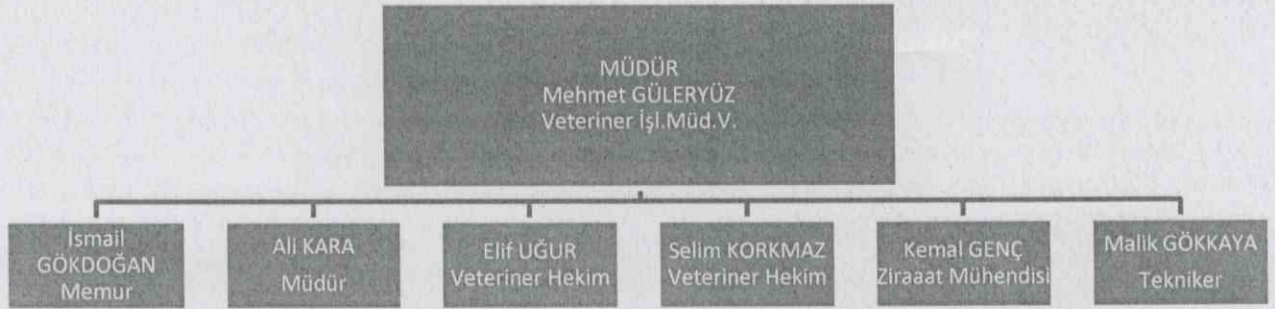 MÜDÜR
Mehmet GÜLERYÜZ
Veteriner İşl.Müd.V.
İsmail
GÖKDOĞAN
Memur
Ali KARA
Müdür
Elif UĞUR
Veteriner Hekim
Selim KORKMAZ
Veteriner Hekim
Kemal GENÇ
Ziraaat Mühendisi
Malik GÖKKAYA
Tekniker